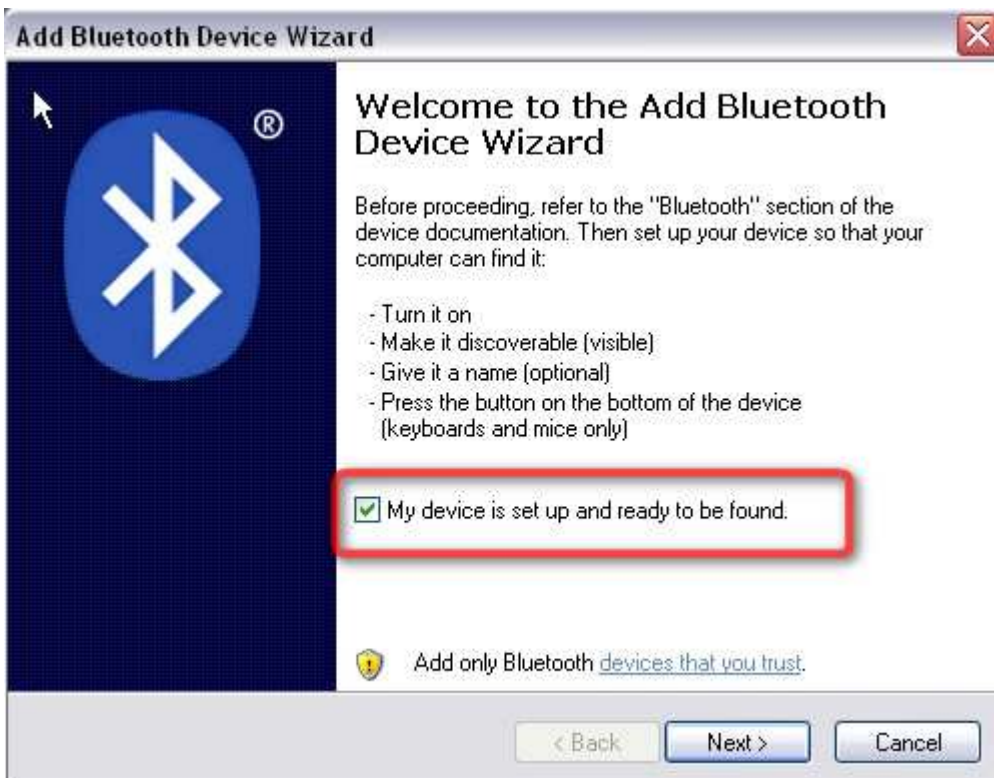 Add Bluetooth Device Wizard
®
Welcome to the Add Bluetooth
Device Wizard
Before proceeding, refer to the "Bluetooth" section of the
device documentation. Then set up your device so that your
computer can find it:
- Turn it on
- Make it discoverable (visible)
- Give it a name (optional)
- Press the button on the bottom of the device
(keyboards and mice only)
My device is set up and ready to be found.
Add only Bluetooth devices that you trust.
< Back Next > Cancel